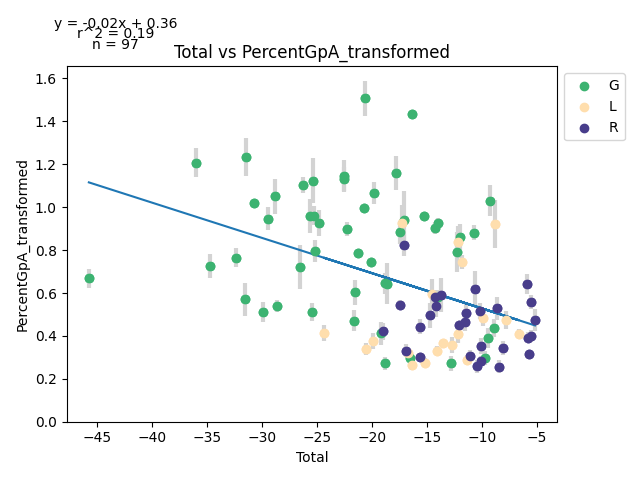 y = -0.02x + 0.36
r^2 = 0.19
n = 97
Total vs PercentGpA_transformed
G
L
R
PercentGpA_transformed
1.6
1.4
1.2
1.0
0.8
0.6
0.4
0.2
0.0
−45 −40 −35 −30 −25 −20 −15 −10 −5
Total